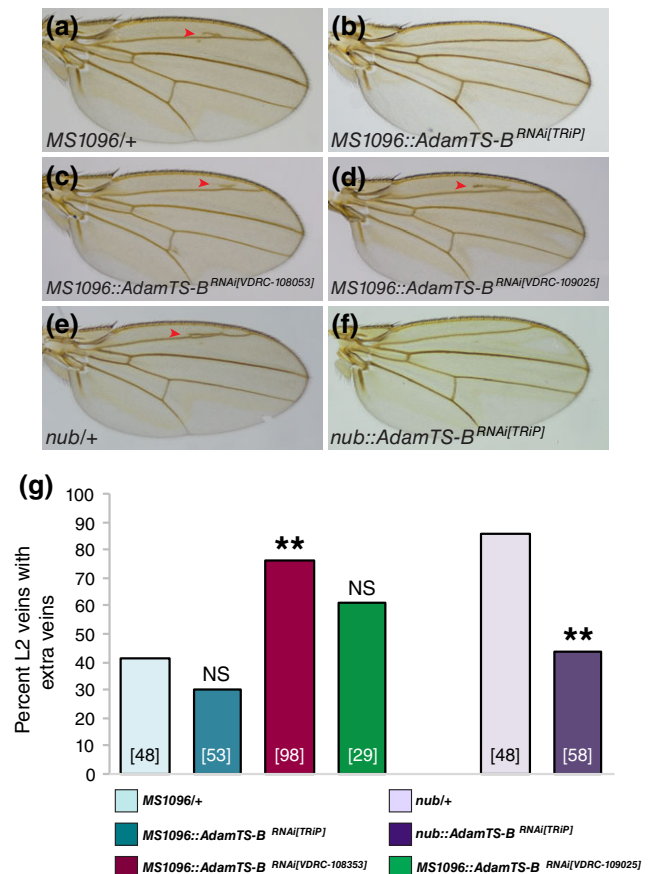 (a)
MS1096/+
(b)
MS1096::AdamTS-B RNAi[TRiP]
(c)
MS1096::AdamTS-B RNAi[VDRC-108053]
(d)
MS1096::AdamTS-B RNAi[VDRC-109025]
(e)
nub/+
(f)
nub::AdamTS-B RNAi[TRiP]
(g)
Percent L2 veins with
extra veins
100
90
80
70
60
50
40
30
20
10
0
NS
**
NS
**
[48]
[53]
[98]
[29]
[48]
[58]
MS1096/+
nub/+
MS1096::AdamTS-B RNAi[TRiP]
nub::AdamTS-B RNAi[TRiP]
MS1096::AdamTS-B RNAi[VDRC-108353]
MS1096::AdamTS-B RNAi[VDRC-109025]